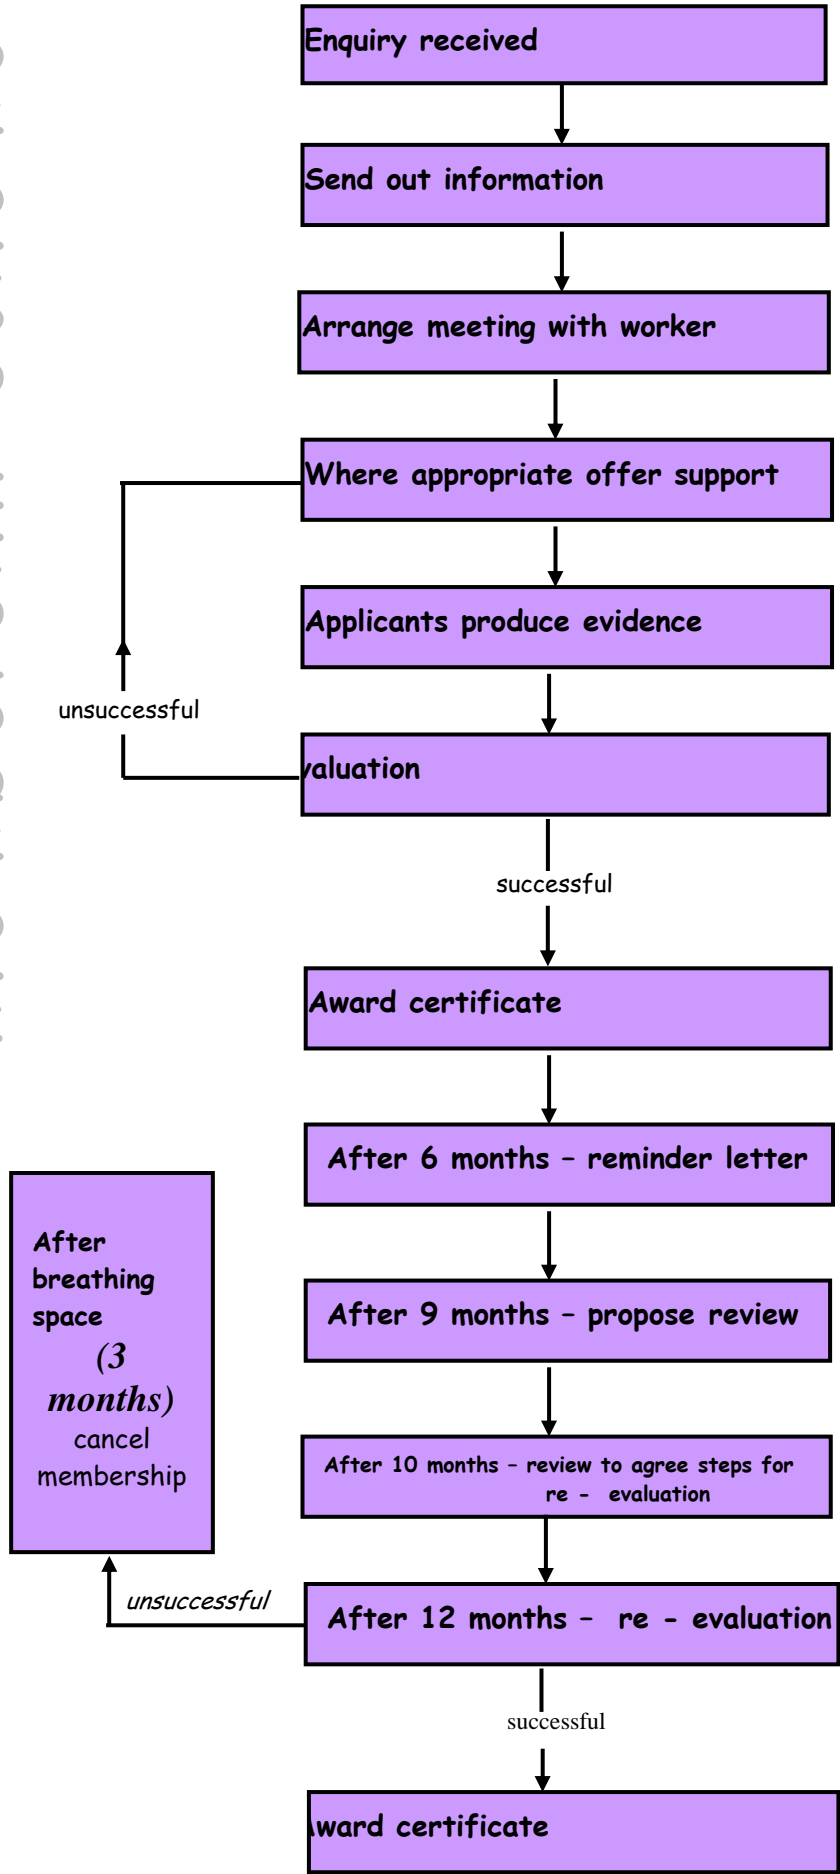 Enquiry received
Send out information
Arrange meeting with worker
Where appropriate offer support
Applicants produce evidence
unsuccessful
valuation
successful
Award certificate
After 6 months – reminder letter
After
breathing
space
(3
months)
cancel
membership
After 9 months – propose review
After 10 months – review to agree steps for
re - evaluation
unsuccessful
After 12 months – re - evaluation
successful
ward certificate